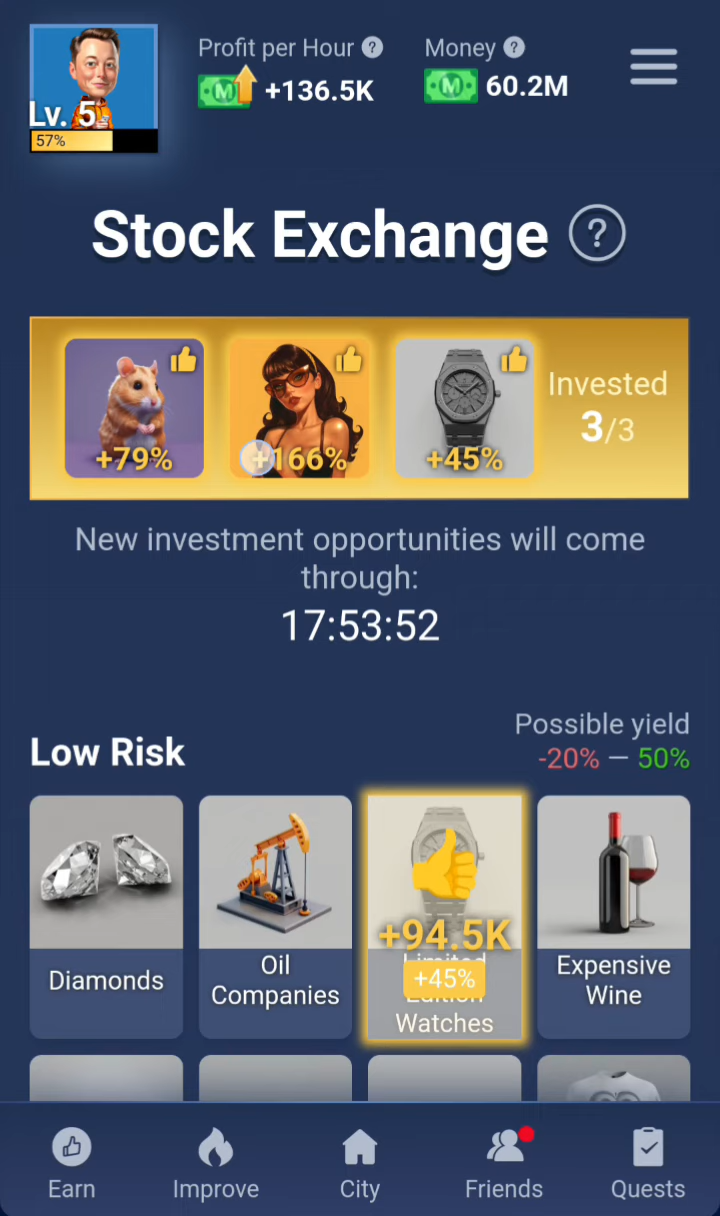 Profit per Hour ?
Money ?
M +136.5K
M 60.2M
Lv. 5
57%
Stock Exchange ?
+79%
+166%
+45%
Invested
3/3
New investment opportunities will come
through:
17:53:52
Possible yield
Low Risk
-20% — 50%
Diamonds
Oil
Companies
+94.5K
Limited
+45%
Edition
Watches
Expensive
Wine
Earn
Improve
City
Friends
Quests